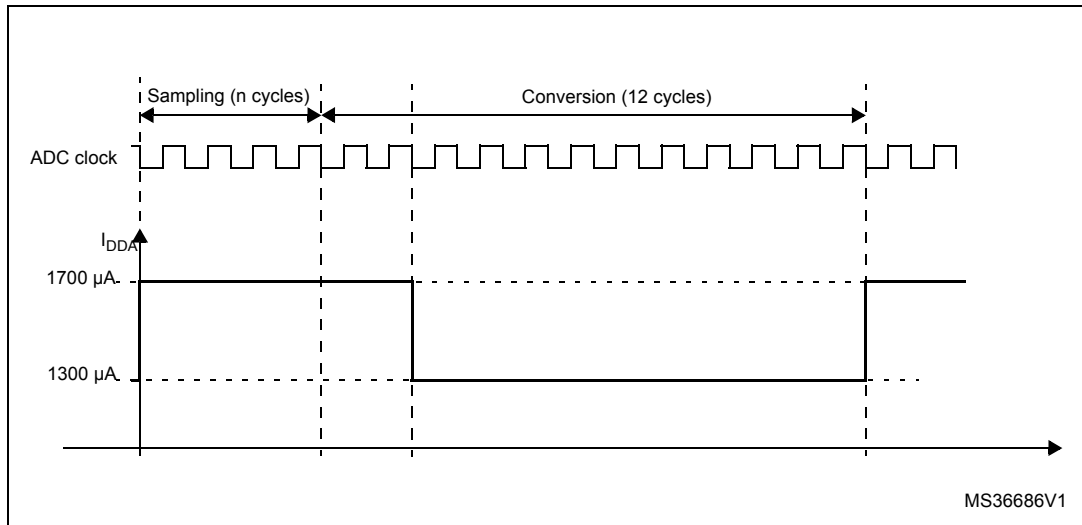 Sampling (n cycles) Conversion (12 cycles)
ADC clock
IDDA
1700 µA
1300 µA
MS36686V1